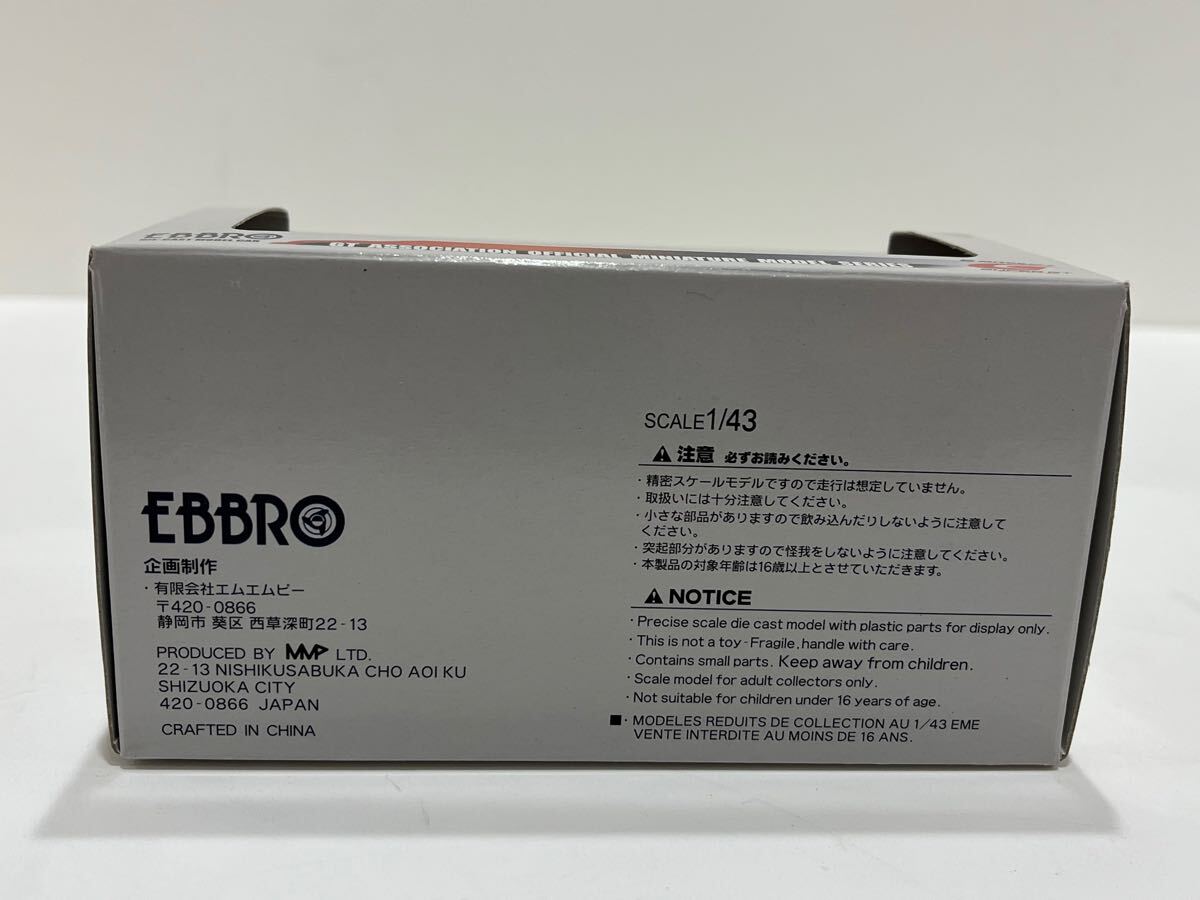 EBBRO
DIE CAST MODEL CAR
GT ASSOCIATION OFFICIAL MINIATURE MODEL SERIES
EBBRO
企画制作
・有限会社エムエムピー
〒420-0866
静岡市 葵区 西草深町22-13
PRODUCED BY MMP LTD.
22-13 NISHIKUSABUKA CHO AOI KU
SHIZUOKA CITY
420-0866 JAPAN
CRAFTED IN CHINA
SCALE1/43
⚠ 注意 必ずお読みください。
・精密スケールモデルですので走行は想定していません。
・取扱いには十分注意してください。
・小さな部品がありますので飲み込んだりしないように注意して
ください。
・突起部分がありますので怪我をしないように注意してください。
・本製品の対象年齢は16歳以上とさせていただきます。
⚠ NOTICE
・Precise scale die cast model with plastic parts for display only.
・This is not a toy-Fragile, handle with care.
・Contains small parts. Keep away from children.
・Scale model for adult collectors only.
・Not suitable for children under 16 years of age.
■・MODELES REDUITS DE COLLECTION AU 1/43 EME
VENTE INTERDITE AU MOINS DE 16 ANS.